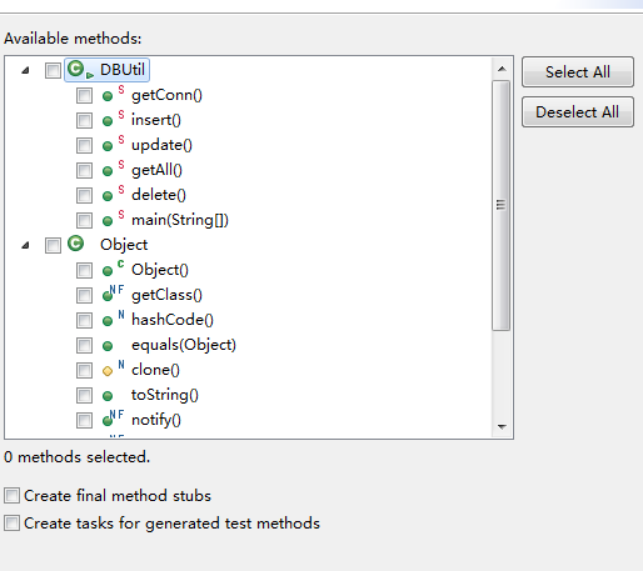 Available methods:
DBUtil
S getConn()
S insert()
S update()
S getAll()
S delete()
S main(String[])
Object
C Object()
NF getClass()
N hashCode()
equals(Object)
N clone()
toString()
NF notify()
Select All
Deselect All
0 methods selected.
Create final method stubs
Create tasks for generated test methods